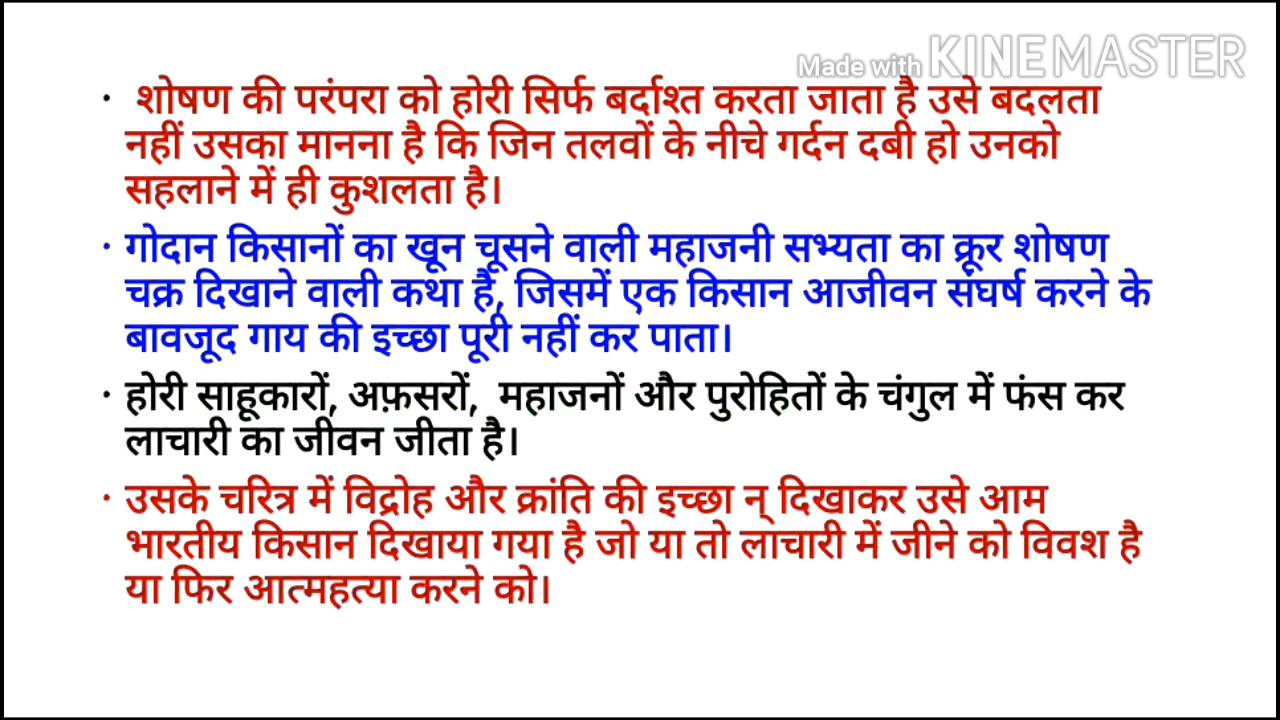 Made with KINEMASTER
· शोषण की परंपरा को होरी सिर्फ बर्दाश्त करता जाता है उसे बदलता
नहीं उसका मानना है कि जिन तलवों के नीचे गर्दन दबी हो उनको
सहलाने में ही कुशलता है।
· गोदान किसानों का खून चूसने वाली महाजनी सभ्यता का क्रूर शोषण
चक्र दिखाने वाली कथा है, जिसमें एक किसान आजीवन संघर्ष करने के
बावजूद गाय की इच्छा पूरी नहीं कर पाता।
· होरी साहूकारों, अफ़सरों, महाजनों और पुरोहितों के चंगुल में फंस कर
लाचारी का जीवन जीता है।
· उसके चरित्र में विद्रोह और क्रांति की इच्छा न् दिखाकर उसे आम
भारतीय किसान दिखाया गया है जो या तो लाचारी में जीने को विवश है
या फिर आत्महत्या करने को।